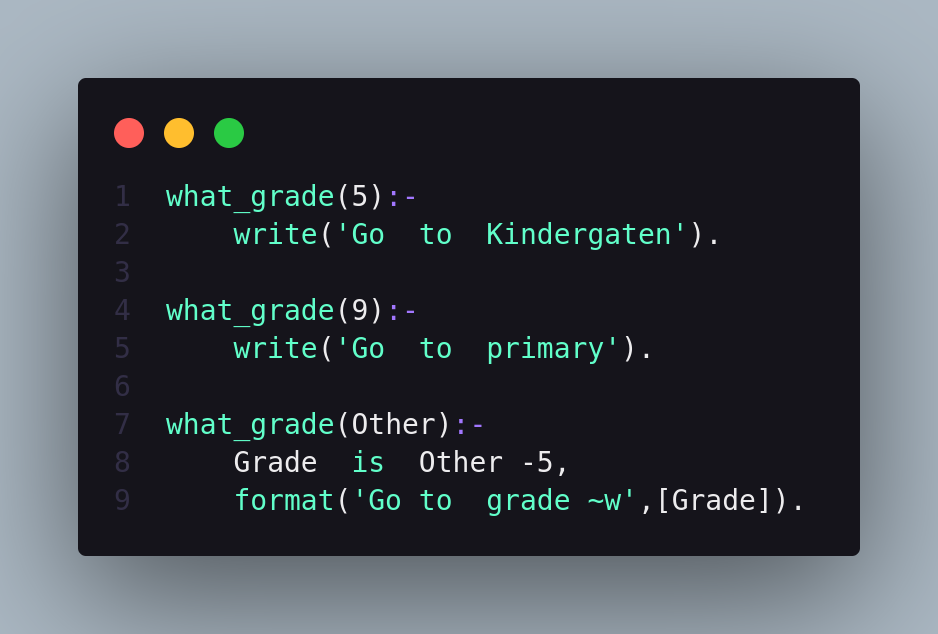 1 what_grade(5):-
2     write('Go  to  Kindergaten').
3
4 what_grade(9):-
5     write('Go  to  primary').
6
7 what_grade(Other):-
8     Grade  is  Other -5,
9     format('Go to  grade ~w',[Grade]).